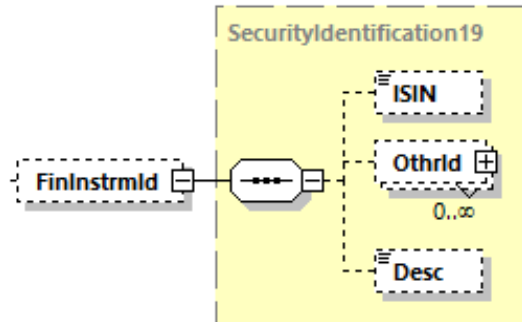 SecurityIdentification19
ISIN
FinInstrmId
OthrId
0..∞
Desc